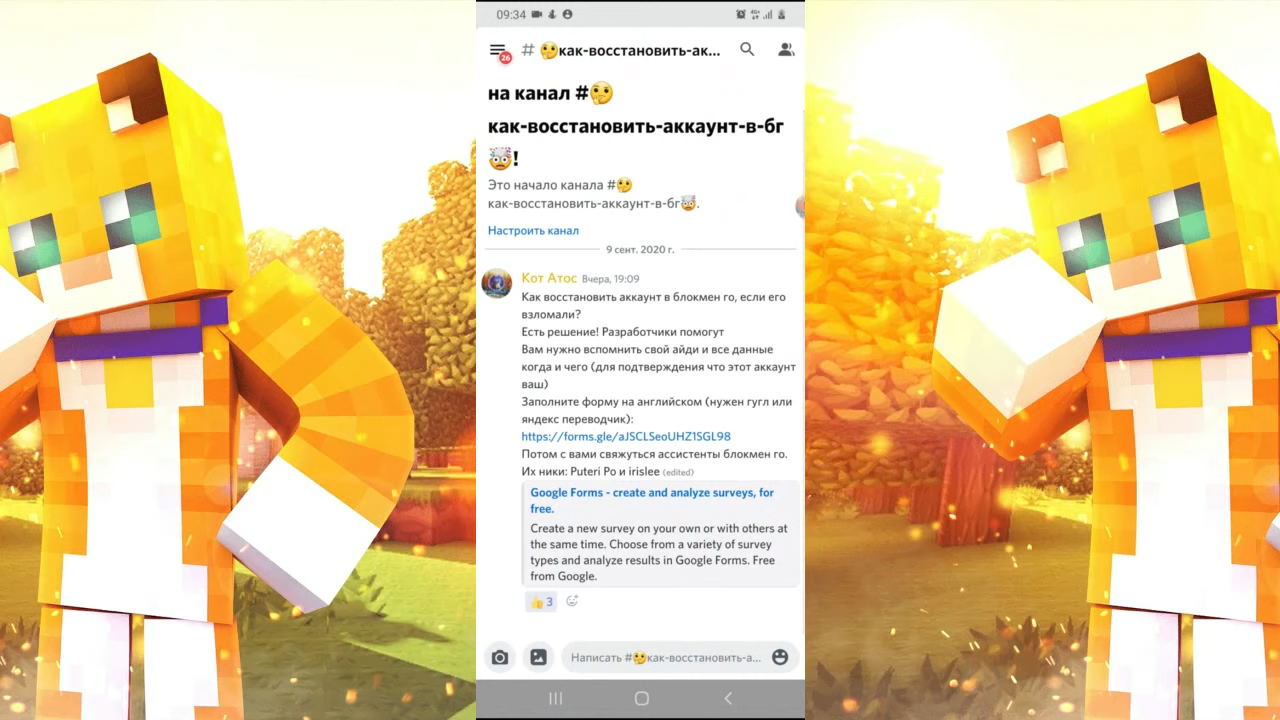 09:34
26
# 🤔как-восстановить-ак...
на канал #🤔
как-восстановить-аккаунт-в-бг
🤯!
Это начало канала #🤔
как-восстановить-аккаунт-в-бг🤯.
Настроить канал
9 сент. 2020 г.
Кот Атос Вчера, 19:09
Как восстановить аккаунт в блокмен го, если его
взломали?
Есть решение! Разработчики помогут
Вам нужно вспомнить свой айди и все данные
когда и чего (для подтверждения что этот аккаунт
ваш)
Заполните форму на английском (нужен гугл или
яндекс переводчик):
https://forms.gle/aJSCLSeoUHZ1SGL98
Потом с вами свяжуться ассистенты блокмен го.
Их ники: Puteri Po и irislee (edited)
Google Forms - create and analyze surveys, for
free.
Create a new survey on your own or with others at
the same time. Choose from a variety of survey
types and analyze results in Google Forms. Free
from Google.
👍 3
Написать #🤔как-восстановить-а...